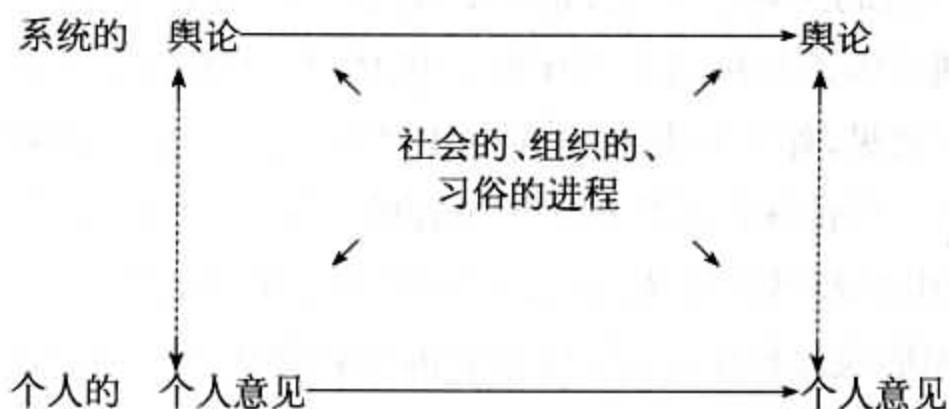 系统的 舆论 舆论
社会的、组织的、
习俗的进程
个人的 个人意见 个人意见